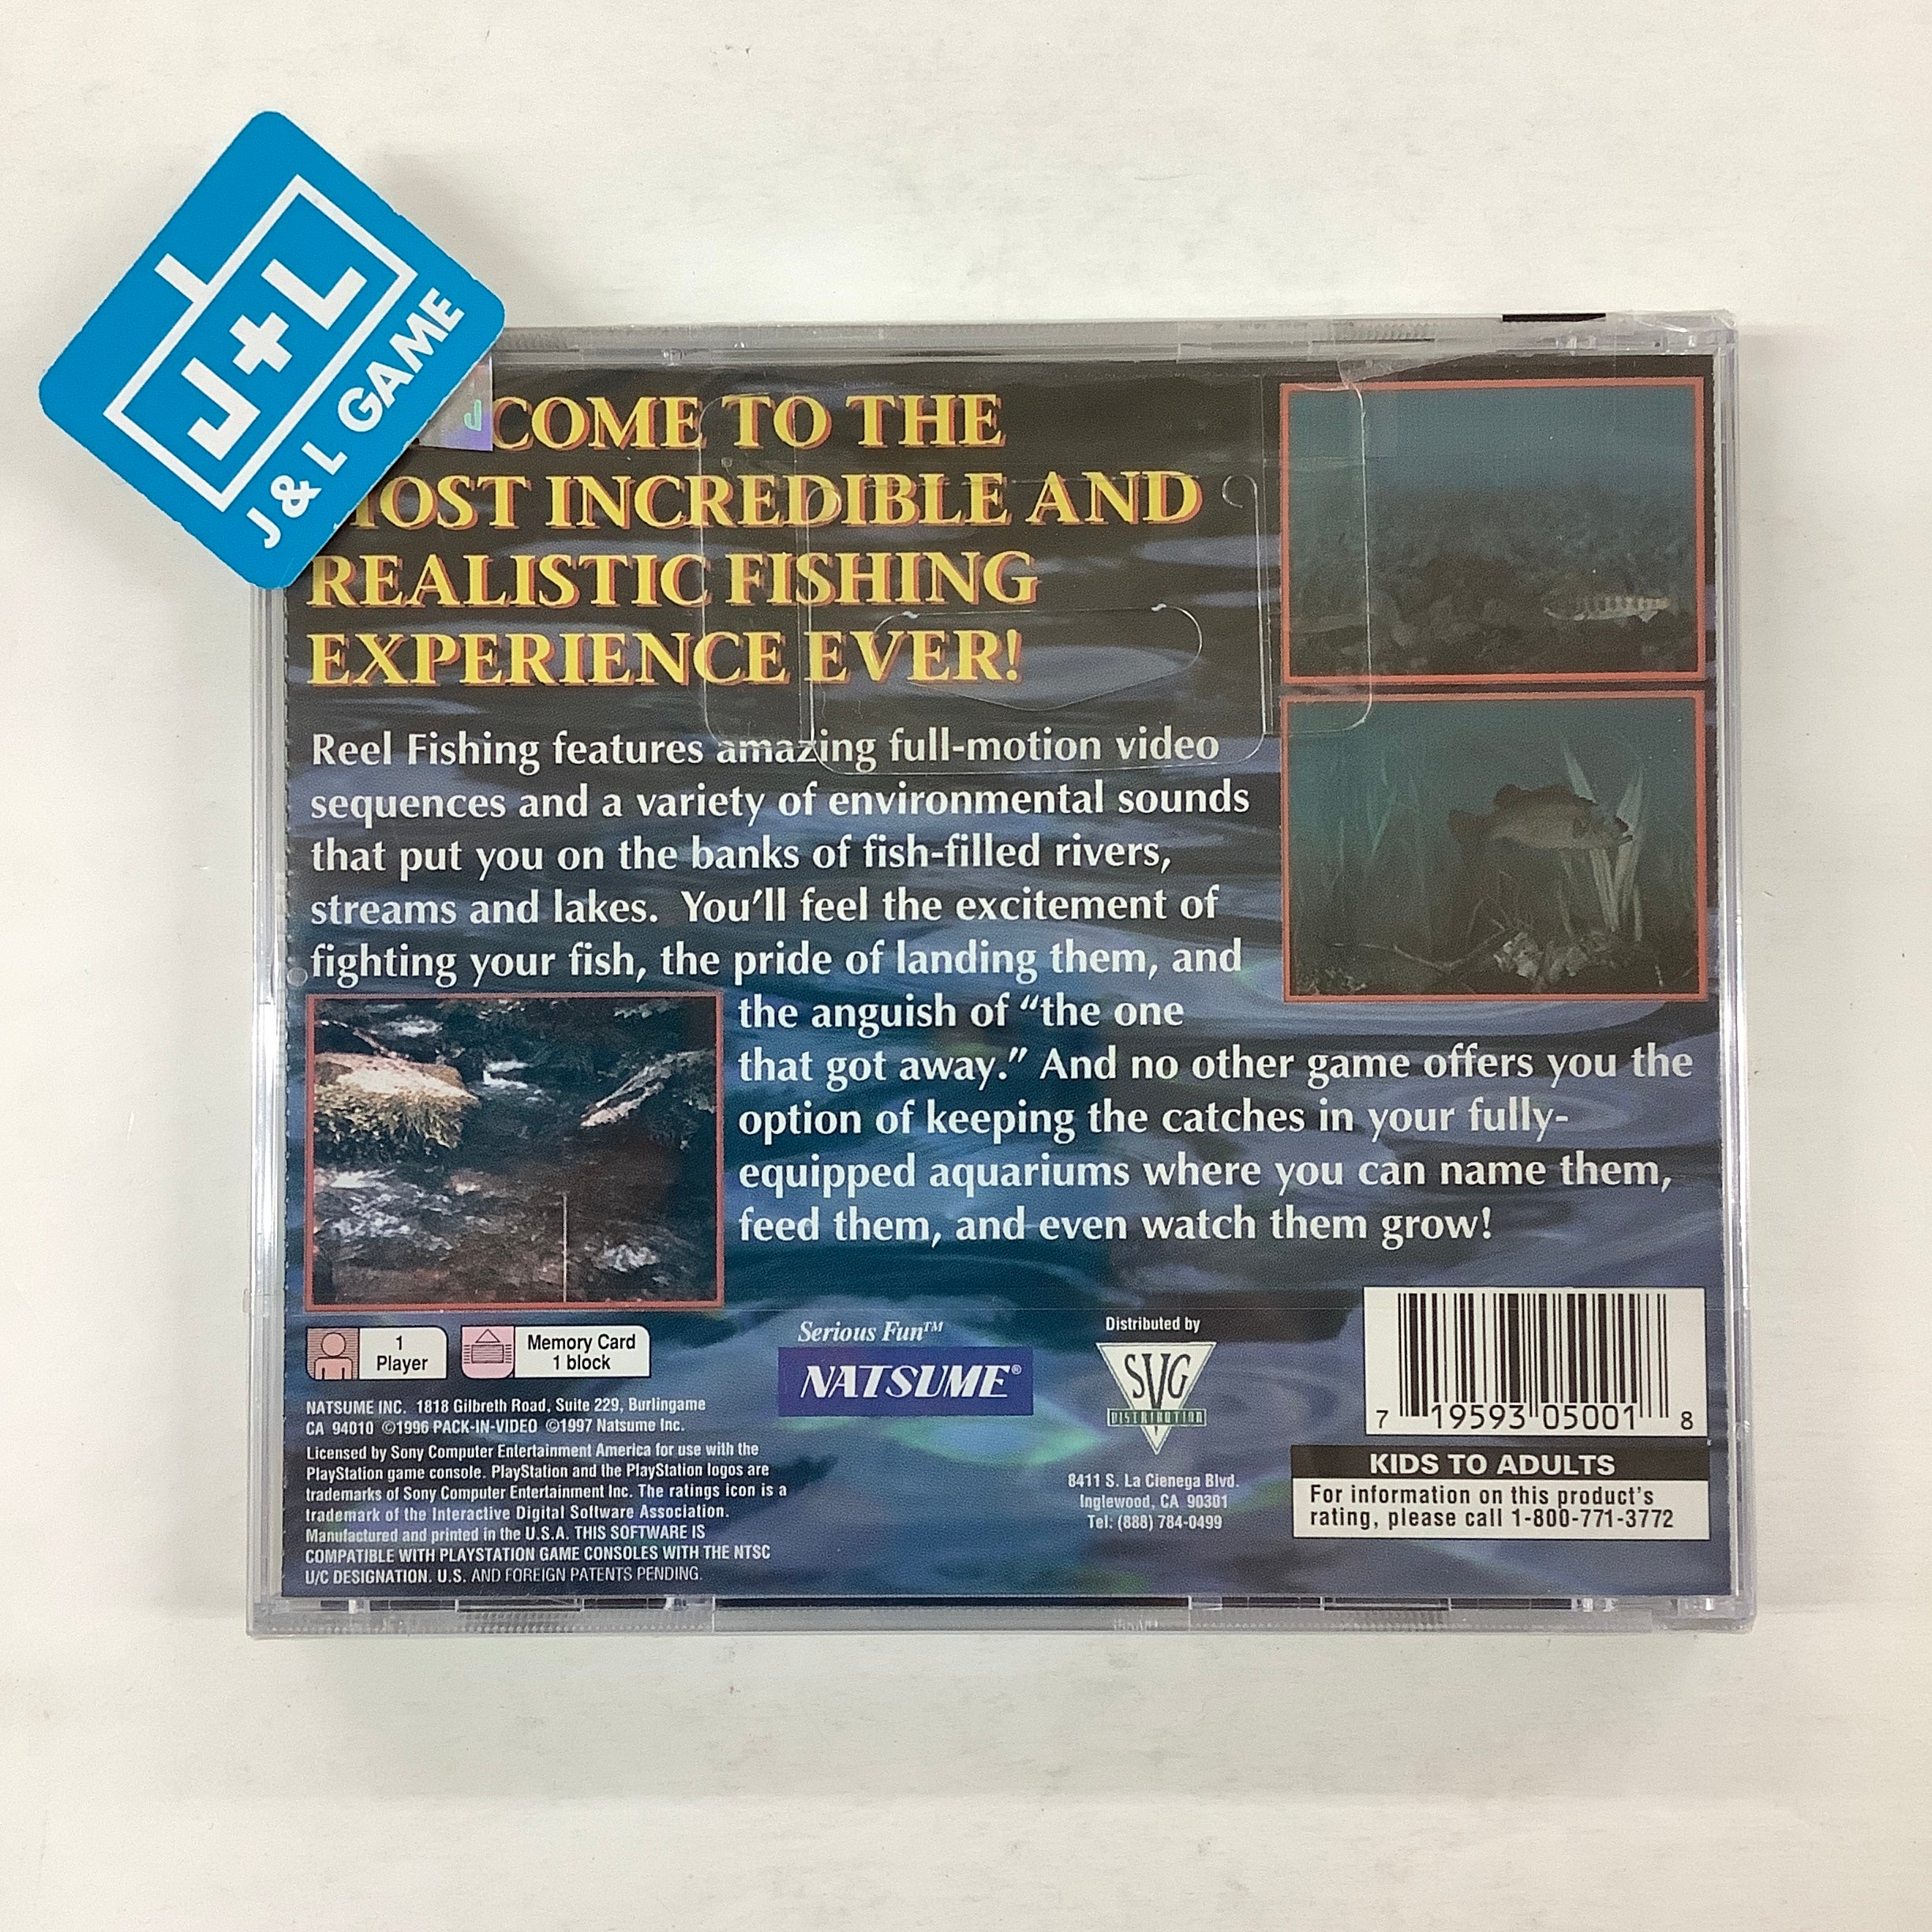 J+L
J & L GAME
COME TO THE
MOST INCREDIBLE AND
REALISTIC FISHING
EXPERIENCE EVER!
Reel Fishing features amazing full-motion video
sequences and a variety of environmental sounds
that put you on the banks of fish-filled rivers,
streams and lakes. You'll feel the excitement of
fighting your fish, the pride of landing them, and
the anguish of “the one
that got away.” And no other game offers you the
option of keeping the catches in your fully-
equipped aquariums where you can name them,
feed them, and even watch them grow!
1
Player
Memory Card
1 block
Serious Fun™
NATSUME®
Distributed by
SVG
DISTRIBUTION
8411 S. La Cienega Blvd.
Inglewood, CA 90301
Tel: (888) 784-0499
NATSUME INC. 1818 Gilbreth Road, Suite 229, Burlingame
CA 94010 ©1996 PACK-IN-VIDEO ©1997 Natsume Inc.
Licensed by Sony Computer Entertainment America for use with the
PlayStation game console. PlayStation and the PlayStation logos are
trademarks of Sony Computer Entertainment Inc. The ratings icon is a
trademark of the Interactive Digital Software Association.
Manufactured and printed in the U.S.A. THIS SOFTWARE IS
COMPATIBLE WITH PLAYSTATION GAME CONSOLES WITH THE NTSC
U/C DESIGNATION. U.S. AND FOREIGN PATENTS PENDING.
7 19593 05001 8
KIDS TO ADULTS
For information on this product's
rating, please call 1-800-771-3772